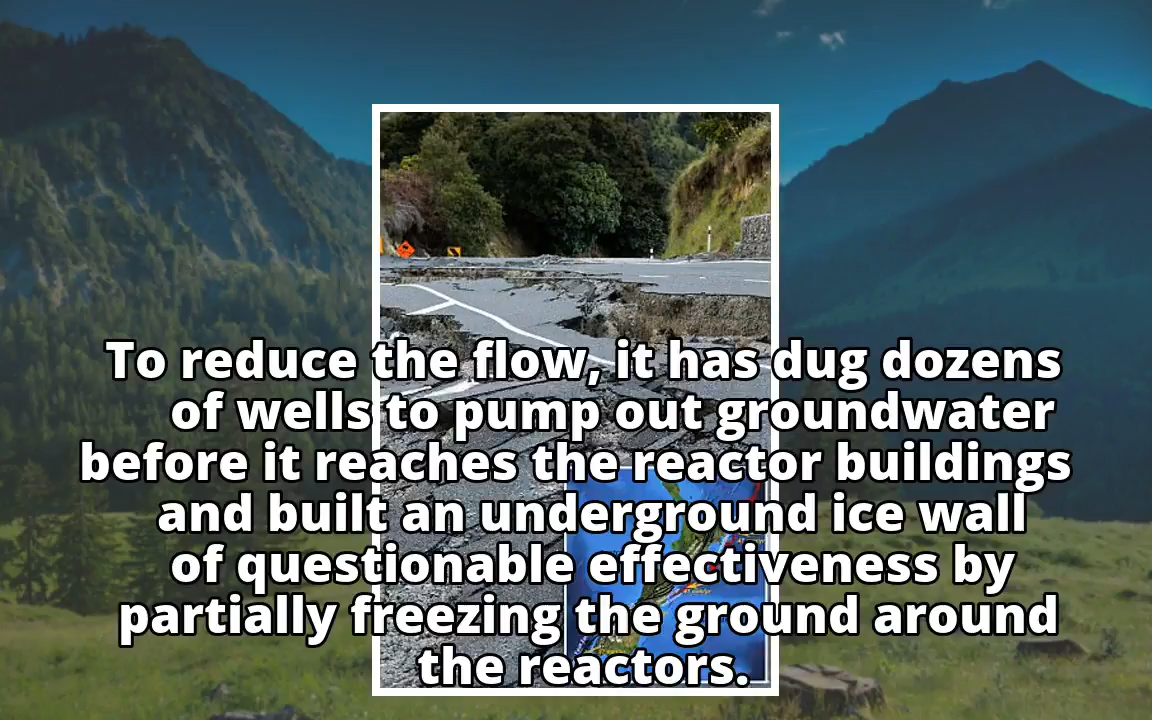 To reduce the flow, it has dug dozens
of wells to pump out groundwater
before it reaches the reactor buildings
and built an underground ice wall
of questionable effectiveness by
partially freezing the ground around
the reactors.